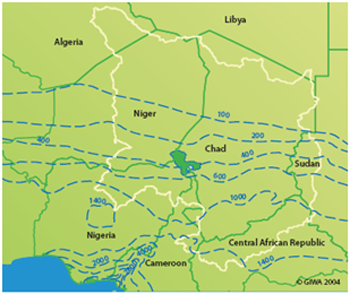 Libya
Algeria
Niger
100
200
Chad
400
400
Sudan
600
1000
1400
Nigeria
Central African Republic
2000
1400
Cameroon
© GIWA 2004